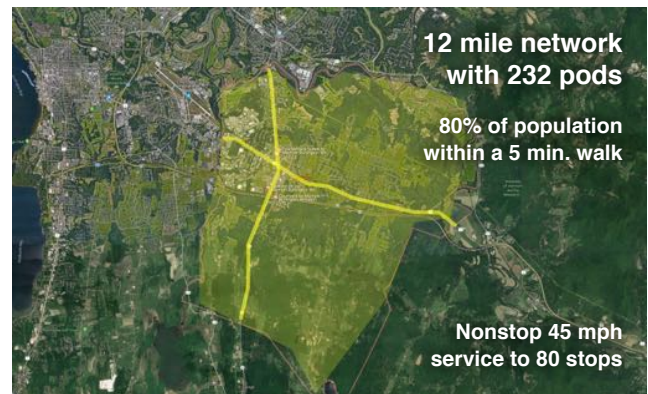 12 mile network
with 232 pods
80% of population
within a 5 min. walk
Nonstop 45 mph
service to 80 stops